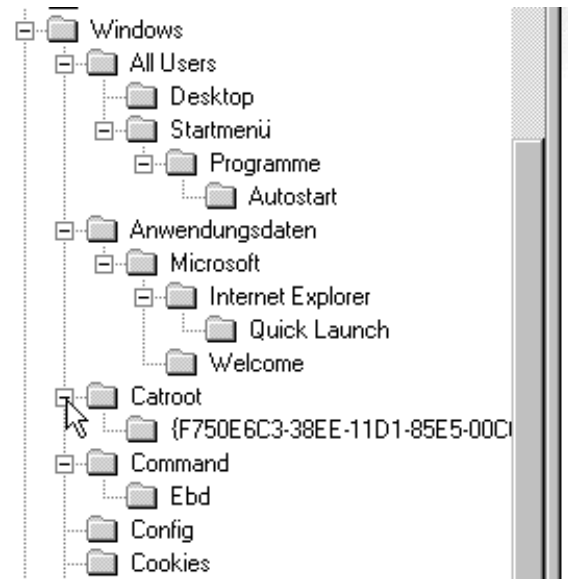 Windows
All Users
Desktop
Startmenü
Programme
Autostart
Anwendungsdaten
Microsoft
Internet Explorer
Quick Launch
Welcome
Catroot
{F750E6C3-38EE-11D1-85E5-00C
Command
Ebd
Config
Cookies